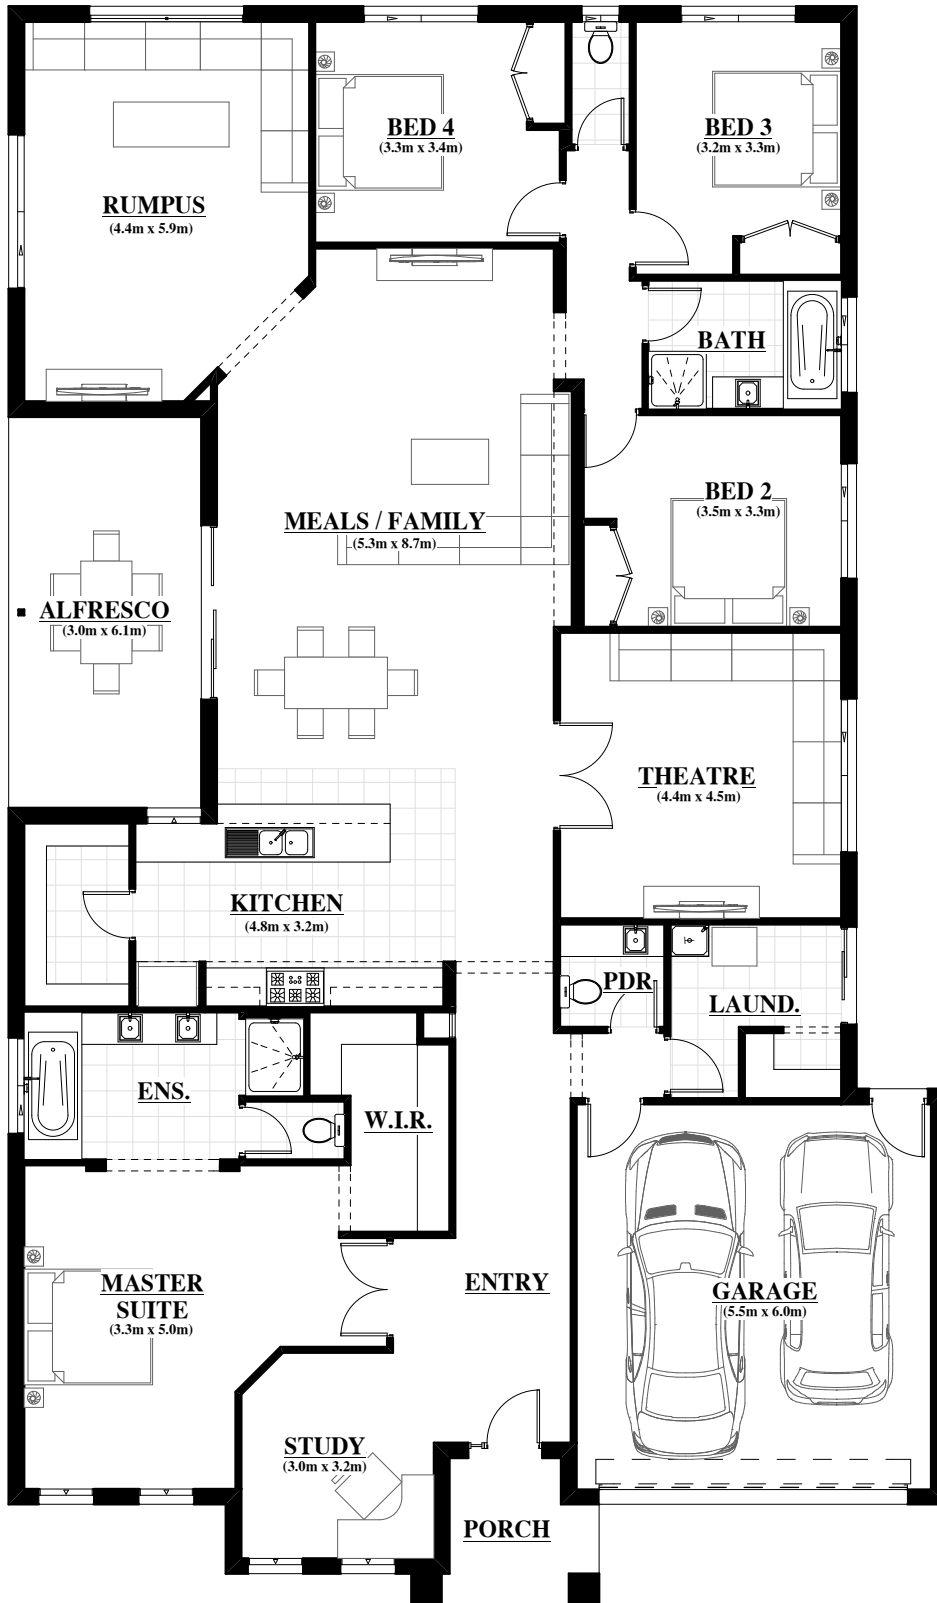 BED 4
(3.3m x 3.4m)
BED 3
(3.2m x 3.3m)
RUMPUS
(4.4m x 5.9m)
BATH
BED 2
(3.5m x 3.3m)
MEALS / FAMILY
(5.3m x 8.7m)
ALFRESCO
(3.0m x 6.1m)
THEATRE
(4.4m x 4.5m)
KITCHEN
(4.8m x 3.2m)
PDR
LAUND.
ENS.
W.I.R.
MASTER
SUITE
(3.3m x 5.0m)
ENTRY
GARAGE
(5.5m x 6.0m)
STUDY
(3.0m x 3.2m)
PORCH